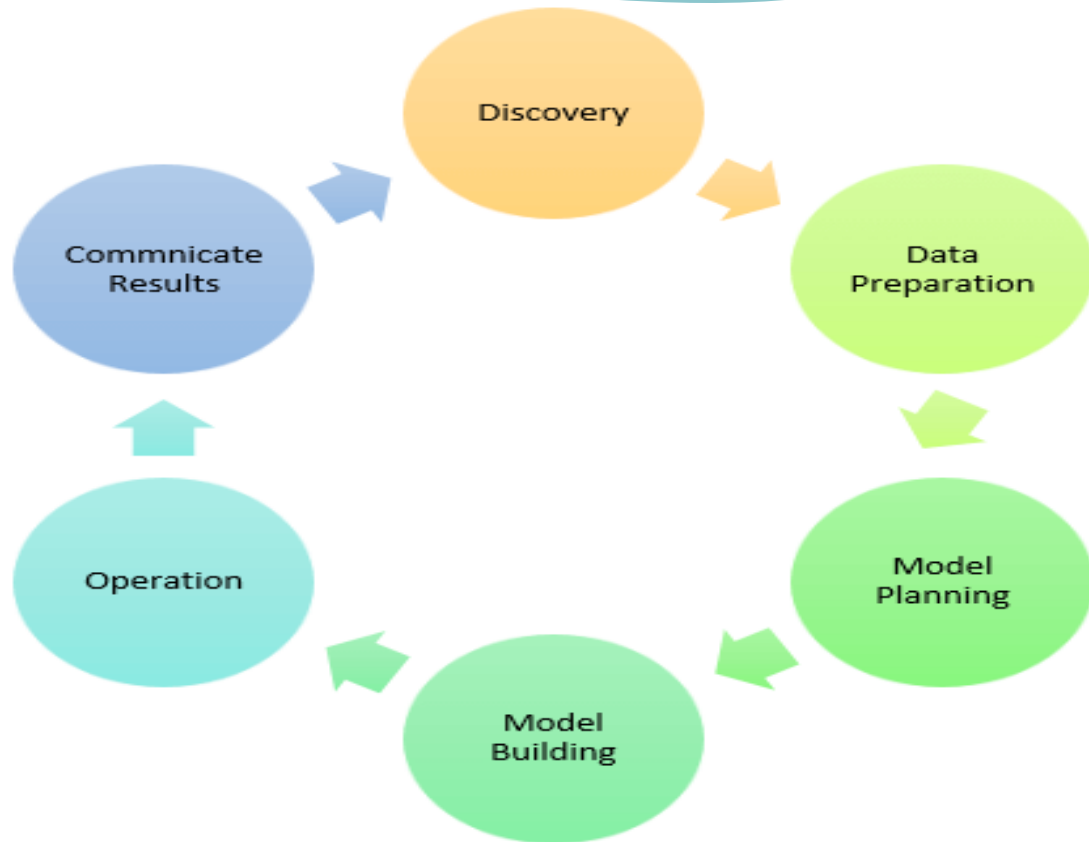 Discovery
Data
Preparation
Model
Planning
Model
Building
Operation
Commnicate
Results